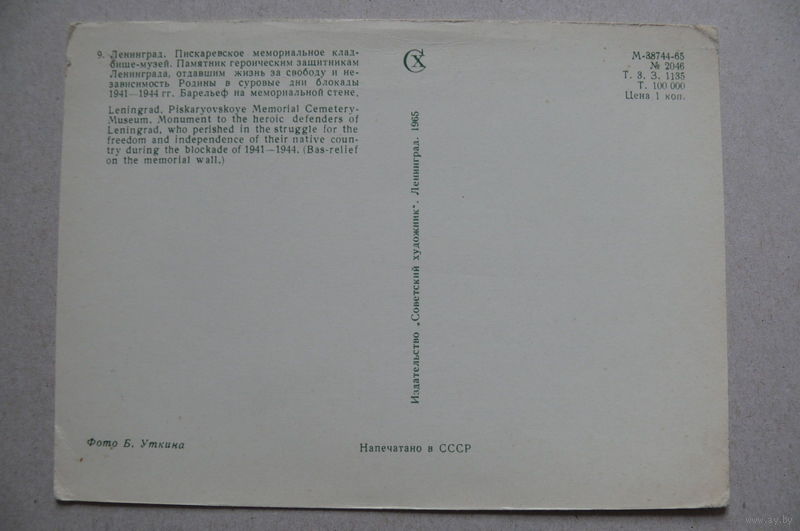 9. Ленинград. Пискаревское мемориальное клад-
бище-музей. Памятник героическим защитникам
Ленинграда, отдавшим жизнь за свободу и не-
зависимость Родины в суровые дни блокады
1941—1944 гг. Барельеф на мемориальной стене.
Leningrad. Piskaryovskoye Memorial Cemetery-
Museum. Monument to the heroic defenders of
Leningrad, who perished in the struggle for the
freedom and independence of their native coun-
try during the blockade of 1941—1944. (Bas-relief
on the memorial wall.)
Фото Б. Уткина
СХ
Издательство „Советский художник". Ленинград. 1965
Напечатано в СССР
М-38744-65
№ 2046
Т. З. З. 1135
Т. 100 000
Цена 1 коп.
www.ay.by